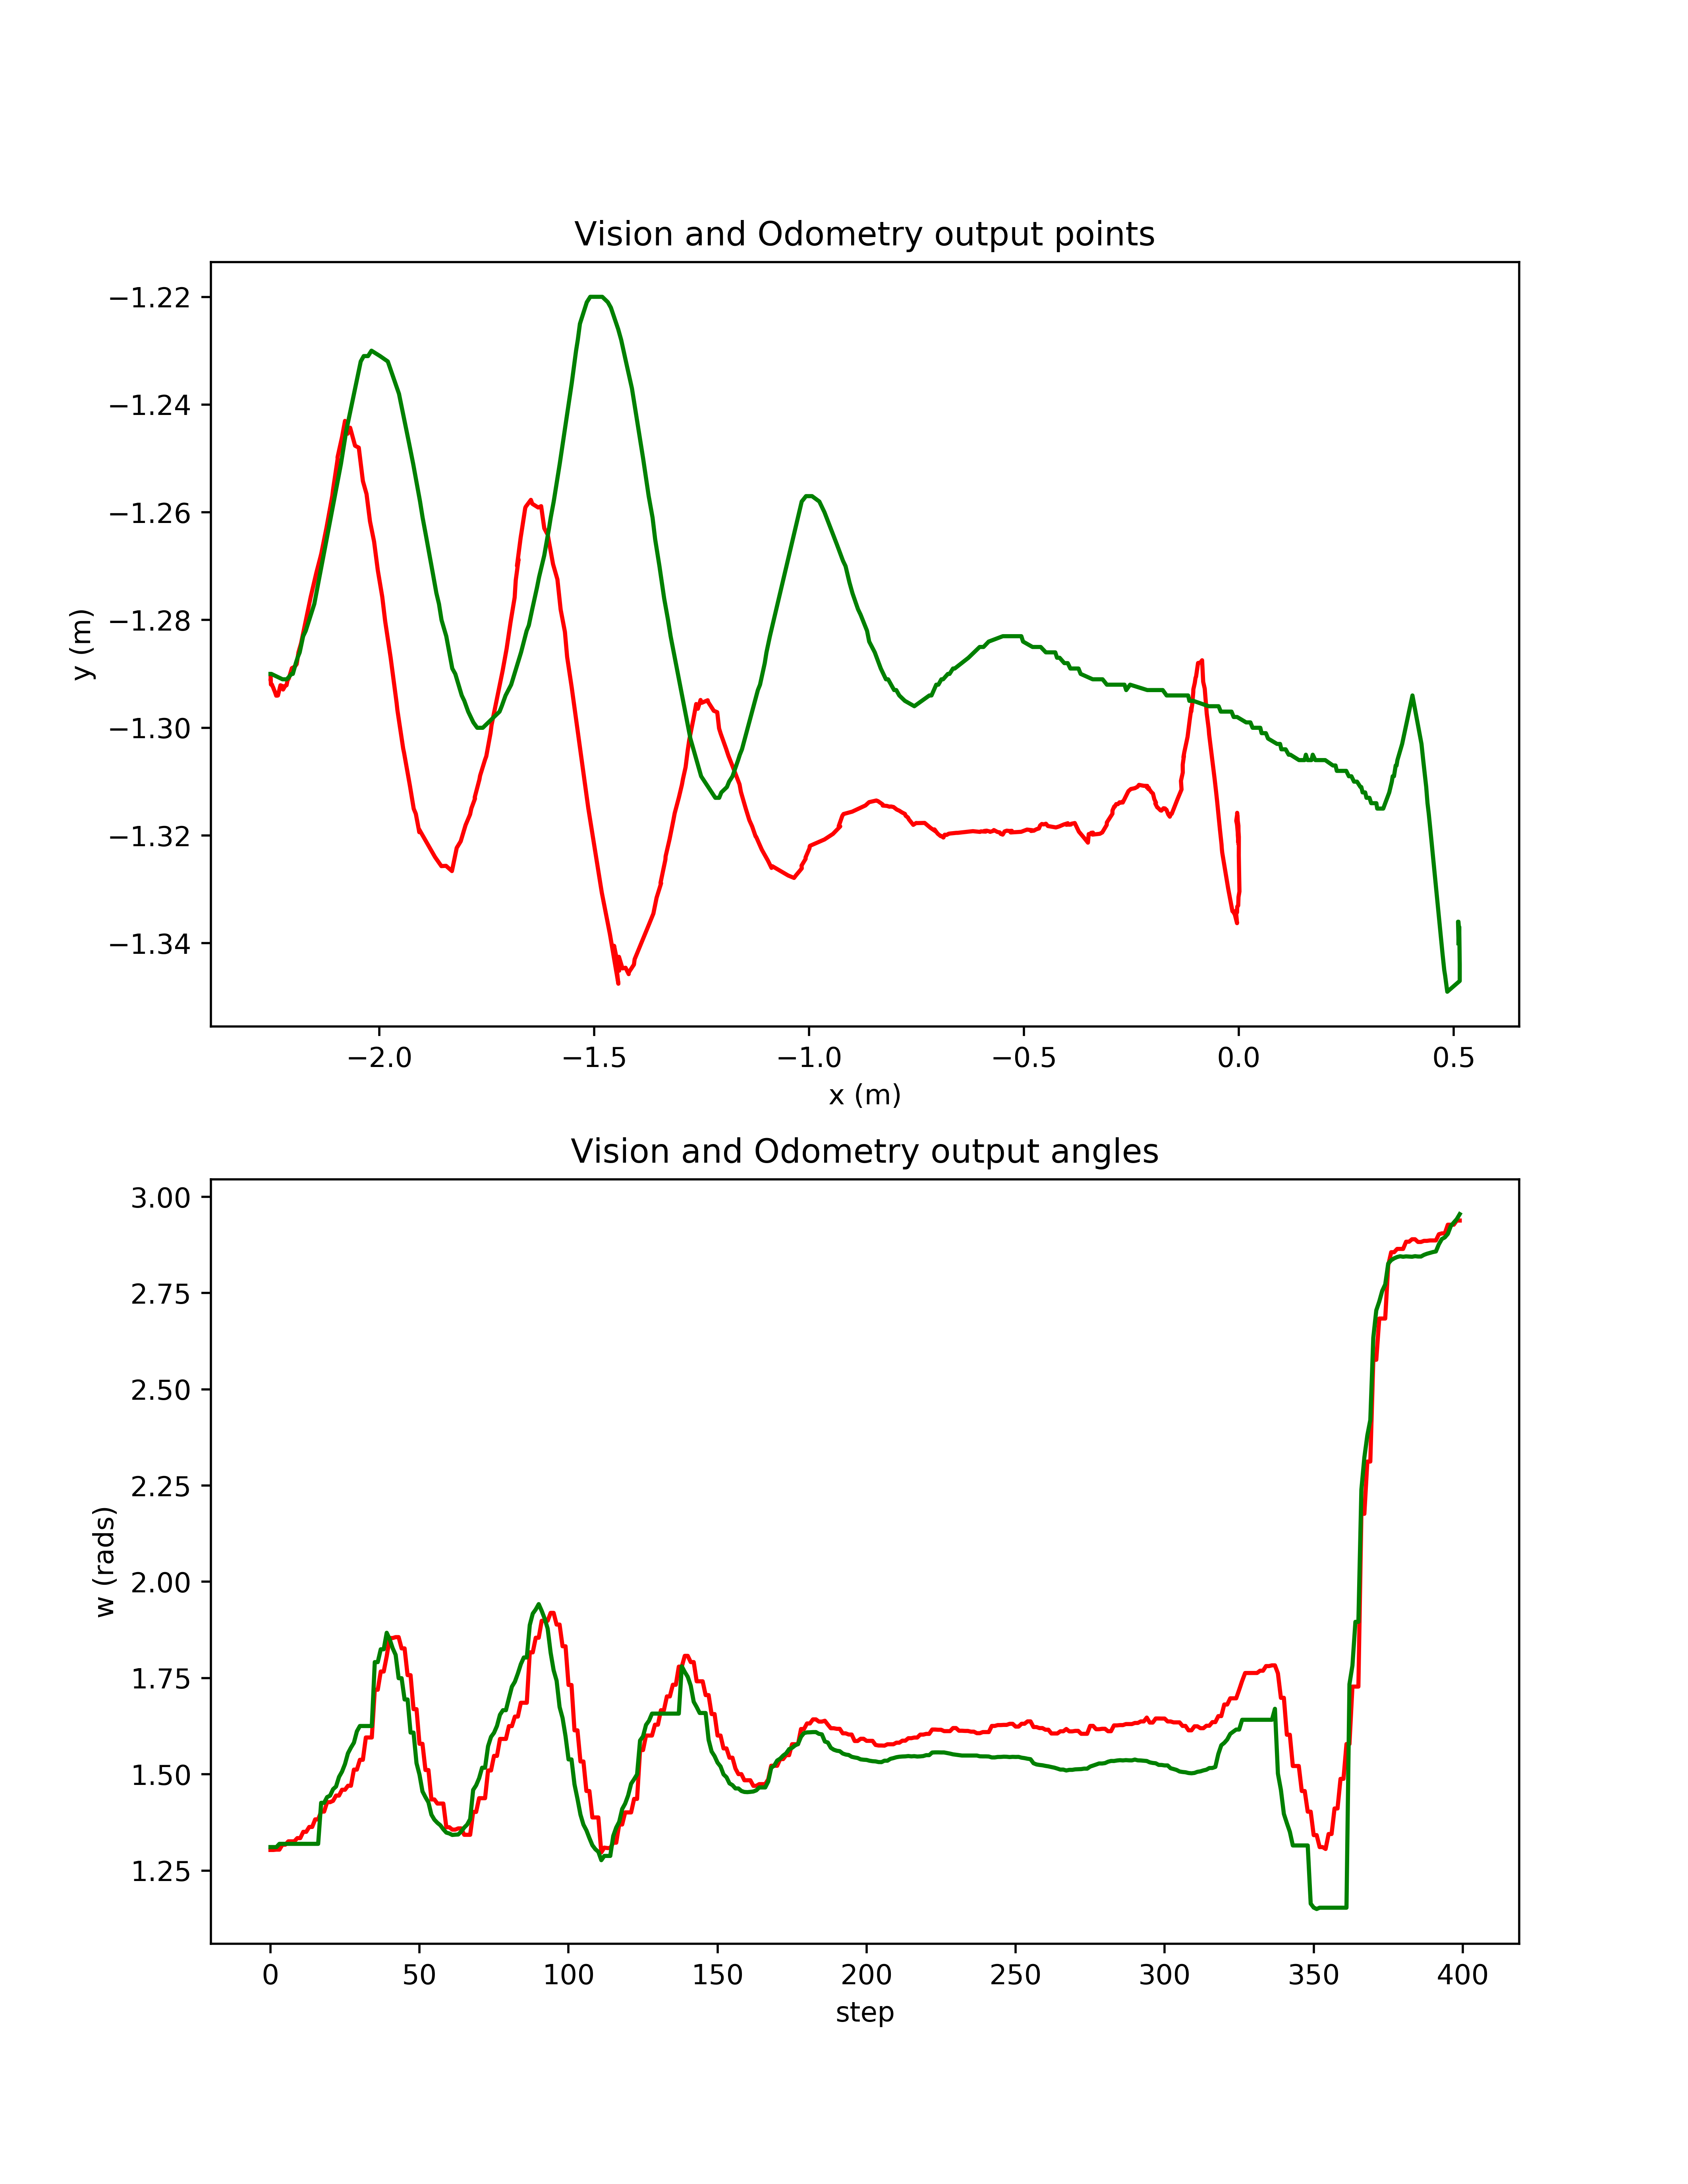 Vision and Odometry output points
−1.22
−1.24
−1.26
−1.28
−1.30
−1.32
−1.34
y (m)
−2.0 −1.5 −1.0 −0.5 0.0 0.5
x (m)
Vision and Odometry output angles
3.00
2.75
2.50
2.25
2.00
1.75
1.50
1.25
w (rads)
0 50 100 150 200 250 300 350 400
step